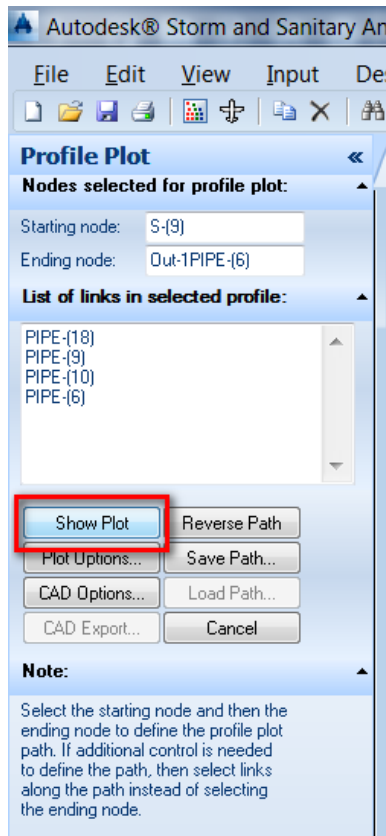 Autodesk® Storm and Sanitary An
File Edit View Input De
Profile Plot
Nodes selected for profile plot:
Starting node: S-(9)
Ending node: Out-1PIPE-(6)
List of links in selected profile:
PIPE-(18)
PIPE-(9)
PIPE-(10)
PIPE-(6)
Show Plot Reverse Path
Plot Options... Save Path...
CAD Options... Load Path...
CAD Export... Cancel
Note:
Select the starting node and then the
ending node to define the profile plot
path. If additional control is needed
to define the path, then select links
along the path instead of selecting
the ending node.